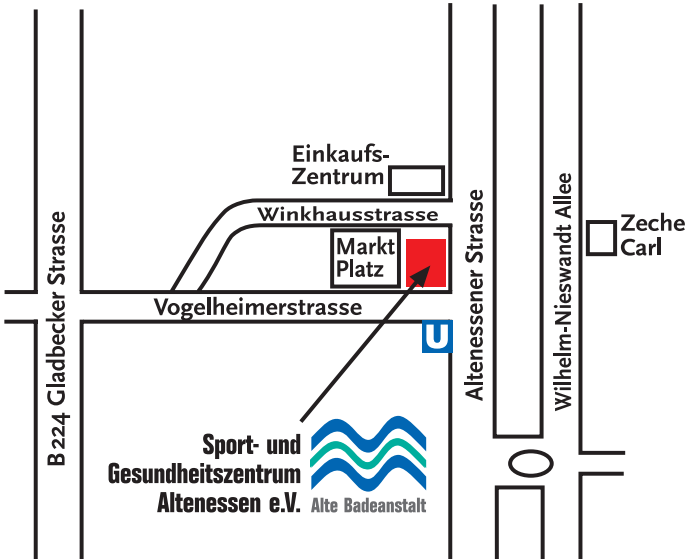 Einkaufs-
Zentrum
Winkhausstrasse
Markt
Platz
Zeche
Carl
Vogelheimerstrasse
B224 Gladbecker Strasse
Altenessener Strasse
Wilhelm-Nieswandt Allee
U
Sport- und
Gesundheitszentrum
Altenessen e.V.
Alte Badeanstalt